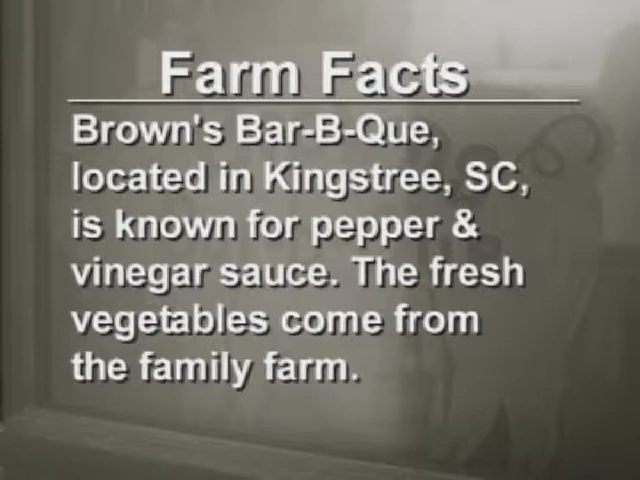 Farm Facts
Brown's Bar-B-Que,
located in Kingstree, SC,
is known for pepper &
vinegar sauce. The fresh
vegetables come from
the family farm.